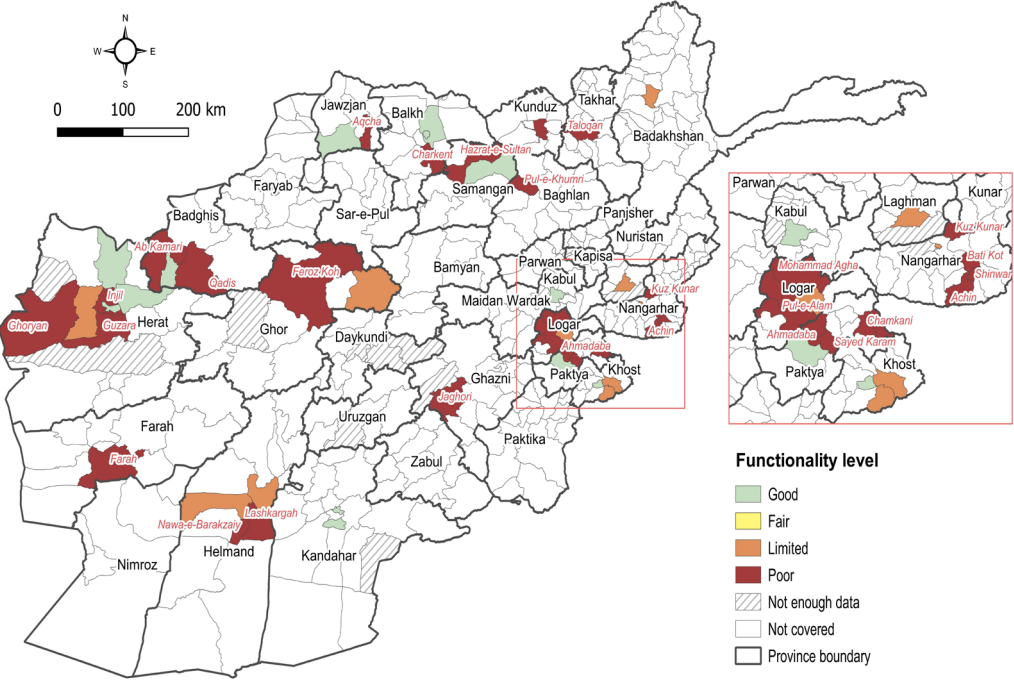 N
W E
S
0 100 200 km
Jawzjan
Aqcha
Balkh
Kunduz
Takhar
Taloqan
Badakhshan
Charkent
Hazrat-e-Sultan
Pul-e-Khumri
Samangan
Baghlan
Faryab
Sar-e-Pul
Badghis
Panjsher
Nuristan
Ab Kamari
Qadis
Feroz Koh
Bamyan
Parwan
Kapisa
Kabul
Kuz Kunar
Injil
Ghoryan
Guzara
Herat
Ghor
Maidan Wardak
Logar
Nangarhar
Achin
Daykundi
Ahmadaba
Paktya
Khost
Ghazni
Jaghori
Uruzgan
Farah
Farah
Zabul
Paktika
Lashkargah
Nawa-e-Barakzaiy
Helmand
Kandahar
Nimroz
Parwan
Kabul
Laghman
Kunar
Kuz Kunar
Nangarhar
Bati Kot
Shinwar
Achin
Mohammad Agha
Logar
Pul-e-Alam
Chamkani
Ahmadaba
Sayed Karam
Paktya
Khost
Functionality level
Good
Fair
Limited
Poor
Not enough data
Not covered
Province boundary